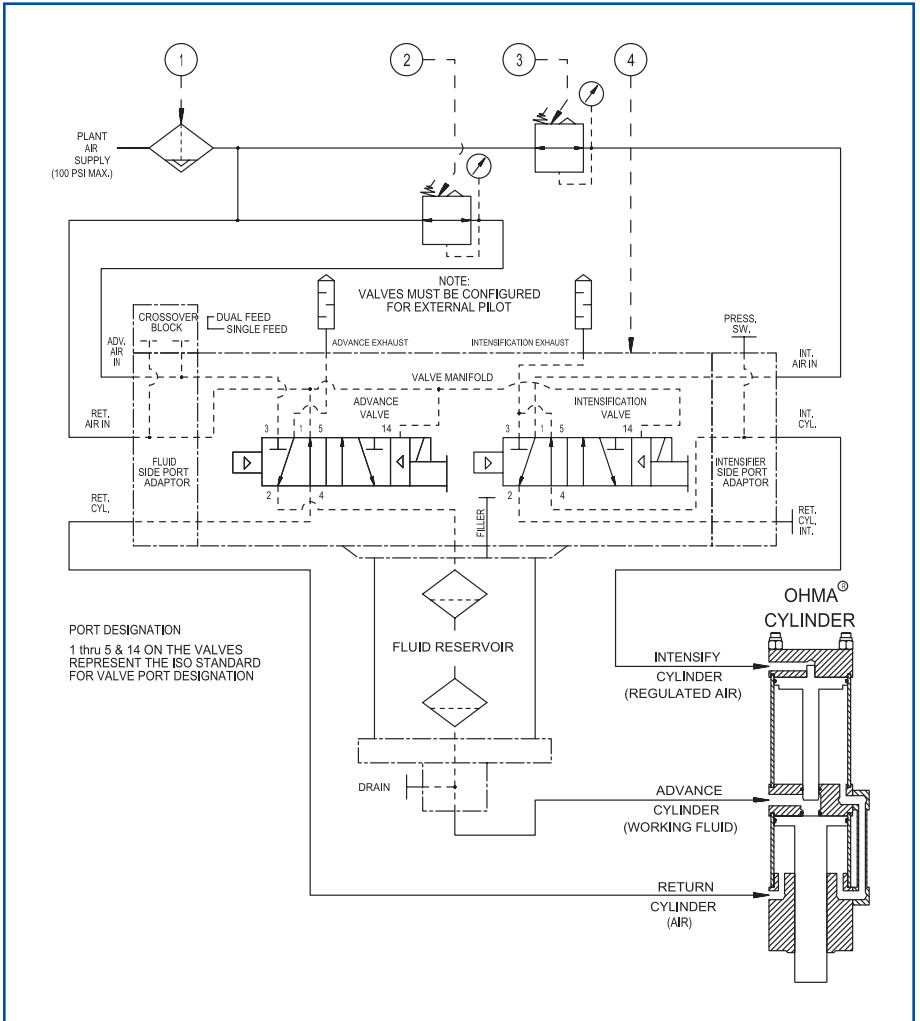 1
2
3
4
PLANT
AIR
SUPPLY
(100 PSI MAX.)
NOTE:
VALVES MUST BE CONFIGURED
FOR EXTERNAL PILOT
CROSSOVER
BLOCK
DUAL FEED
SINGLE FEED
ADV.
AIR
IN
ADVANCE EXHAUST
INTENSIFICATION EXHAUST
PRESS.
SW.
INT.
AIR IN
VALVE MANIFOLD
RET.
AIR IN
ADVANCE
VALVE
INTENSIFICATION
VALVE
INT.
CYL.
3
1
5
14
3
1
5
14
FLUID
SIDE PORT
ADAPTOR
INTENSIFIER
SIDE PORT
ADAPTOR
2
4
2
4
RET.
CYL.
FILLER
RET.
CYL.
INT.
OHMA®
CYLINDER
PORT DESIGNATION
1 thru 5 & 14 ON THE VALVES
REPRESENT THE ISO STANDARD
FOR VALVE PORT DESIGNATION
FLUID RESERVOIR
INTENSIFY
CYLINDER
(REGULATED AIR)
DRAIN
ADVANCE
CYLINDER
(WORKING FLUID)
RETURN
CYLINDER
(AIR)